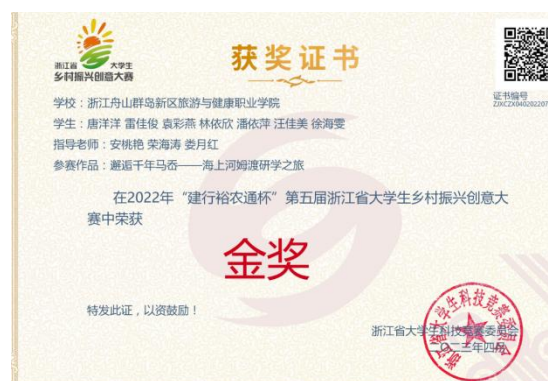 浙江省 大学生
乡村振兴创意大赛
获奖证书
证书编号
学校：浙江舟山群岛新区旅游与健康职业学院
学生：唐洋洋 雷佳俊 袁彩燕 林依欣 潘依萍 汪佳美 徐海雯
指导老师：安桃艳 荣海涛 娄月红
参赛作品：邂逅千年马岙——海上河姆渡研学之旅
在2022年“建行裕农通杯”第五届浙江省大学生乡村振兴创意大
赛中荣获
金奖
特发此证，以资鼓励！
浙江省大学生科技竞赛委员会
二〇二三年四月